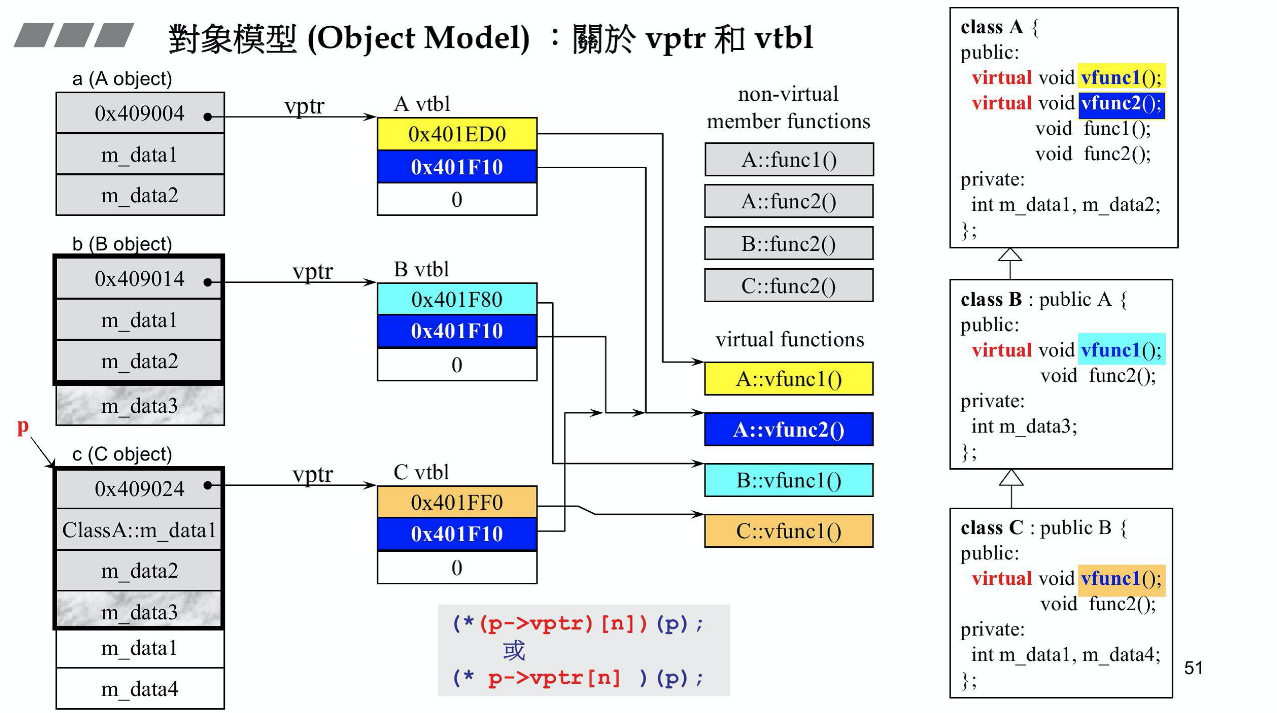 對象模型 (Object Model) ：關於 vptr 和 vtbl
a (A object)
0x409004
m_data1
m_data2
vptr
A vtbl
0x401ED0
0x401F10
0
b (B object)
0x409014
m_data1
m_data2
m_data3
vptr
B vtbl
0x401F80
0x401F10
0
p
c (C object)
0x409024
ClassA::m_data1
m_data2
m_data3
m_data1
m_data4
vptr
C vtbl
0x401FF0
0x401F10
0
non-virtual
member functions
A::func1()
A::func2()
B::func2()
C::func2()
virtual functions
A::vfunc1()
A::vfunc2()
B::vfunc1()
C::vfunc1()
(*(p->vptr)[n])(p);
或
(* p->vptr[n] )(p);
class A {
public:
virtual void vfunc1();
virtual void vfunc2();
void func1();
void func2();
private:
int m_data1, m_data2;
};
class B : public A {
public:
virtual void vfunc1();
void func2();
private:
int m_data3;
};
class C : public B {
public:
virtual void vfunc1();
void func2();
private:
int m_data1, m_data4;
};
51